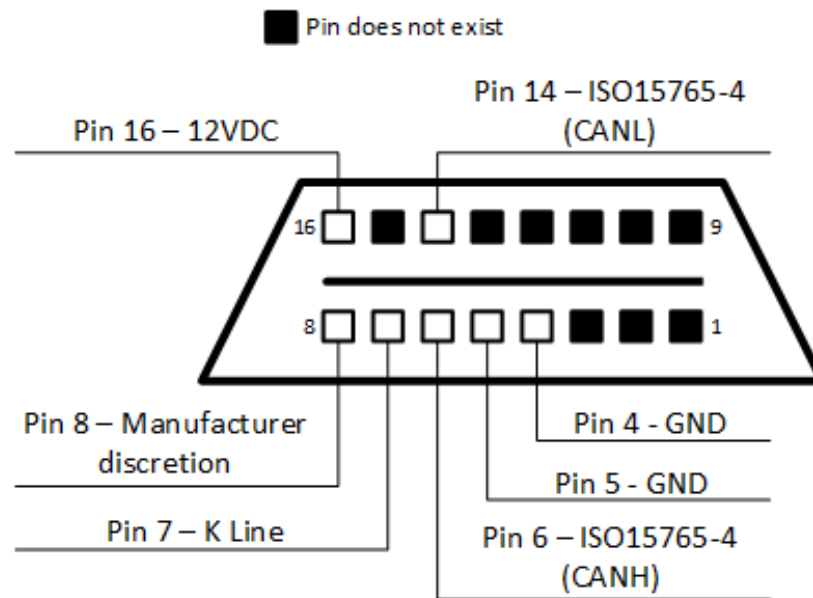 Pin does not exist
Pin 14 – ISO15765-4
(CANL)
Pin 16 – 12VDC
16
9
8
1
Pin 8 – Manufacturer
discretion
Pin 4 - GND
Pin 5 - GND
Pin 7 – K Line
Pin 6 – ISO15765-4
(CANH)